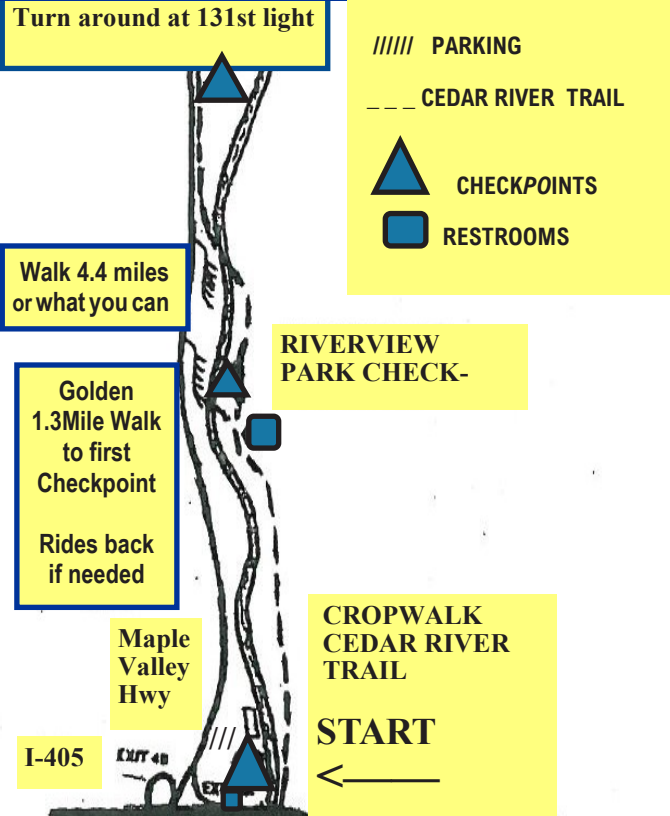 Turn around at 131st light
////// PARKING
_ _ _ CEDAR RIVER TRAIL
CHECKPOINTS
RESTROOMS
Walk 4.4 miles
or what you can
RIVERVIEW
PARK CHECK-
Golden
1.3Mile Walk
to first
Checkpoint
Rides back
if needed
CROPWALK
CEDAR RIVER
TRAIL
Maple
Valley
Hwy
START
<———
///
I-405
EXIT